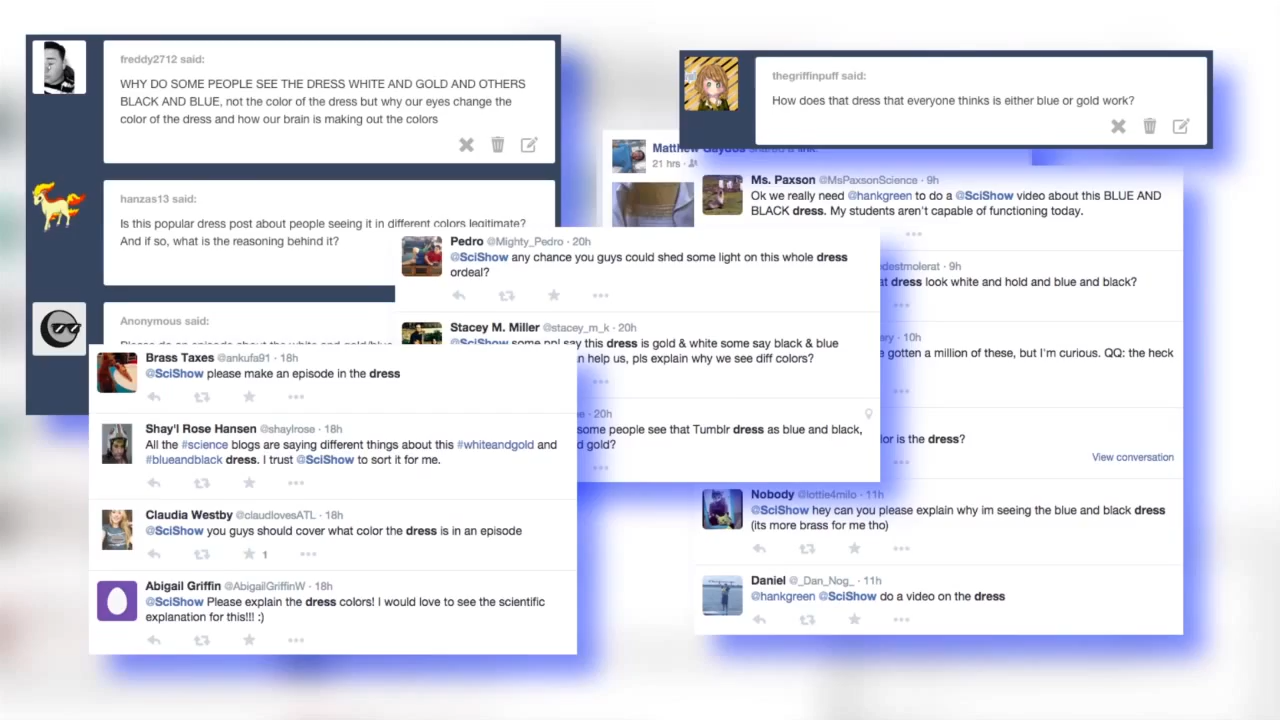 freddy2712 said:
WHY DO SOME PEOPLE SEE THE DRESS WHITE AND GOLD AND OTHERS
BLACK AND BLUE, not the color of the dress but why our eyes change the
color of the dress and how our brain is making out the colors
hanzas13 said:
Is this popular dress post about people seeing it in different colors legitimate?
And if so, what is the reasoning behind it?
Anonymous said:
Brass Taxes @ankufa91 · 18h
@SciShow please make an episode in the dress
Shay'l Rose Hansen @shaylrose · 18h
All the #science blogs are saying different things about this #whiteandgold and
#blueandblack dress. I trust @SciShow to sort it for me.
Claudia Westby @claudlovesATL · 18h
@SciShow you guys should cover what color the dress is in an episode
1
Abigail Griffin @AbigailGriffinW · 18h
@SciShow Please explain the dress colors! I would love to see the scientific
explanation for this!!! :)
Pedro @Mighty_Pedro · 20h
@SciShow any chance you guys could shed some light on this whole dress
ordeal?
Stacey M. Miller @stacey_m_k · 20h
@SciShow some ppl say this dress is gold & white some say black & blue
help us, pls explain why we see diff colors?
· 20h
some people see that Tumblr dress as blue and black,
gold?
thegriffinpuff said:
How does that dress that everyone thinks is either blue or gold work?
shared a link.
21 hrs ·
Ms. Paxson @MsPaxsonScience · 9h
Ok we really need @hankgreen to do a @SciShow video about this BLUE AND
BLACK dress. My students aren't capable of functioning today.
destmolerat · 9h
dress look white and hold and blue and black?
· 10h
gotten a million of these, but I'm curious. QQ: the heck
is the dress?
View conversation
Nobody @lottie4milo · 11h
@SciShow hey can you please explain why im seeing the blue and black dress
(its more brass for me tho)
Daniel @_Dan_Nog_ · 11h
@hankgreen @SciShow do a video on the dress